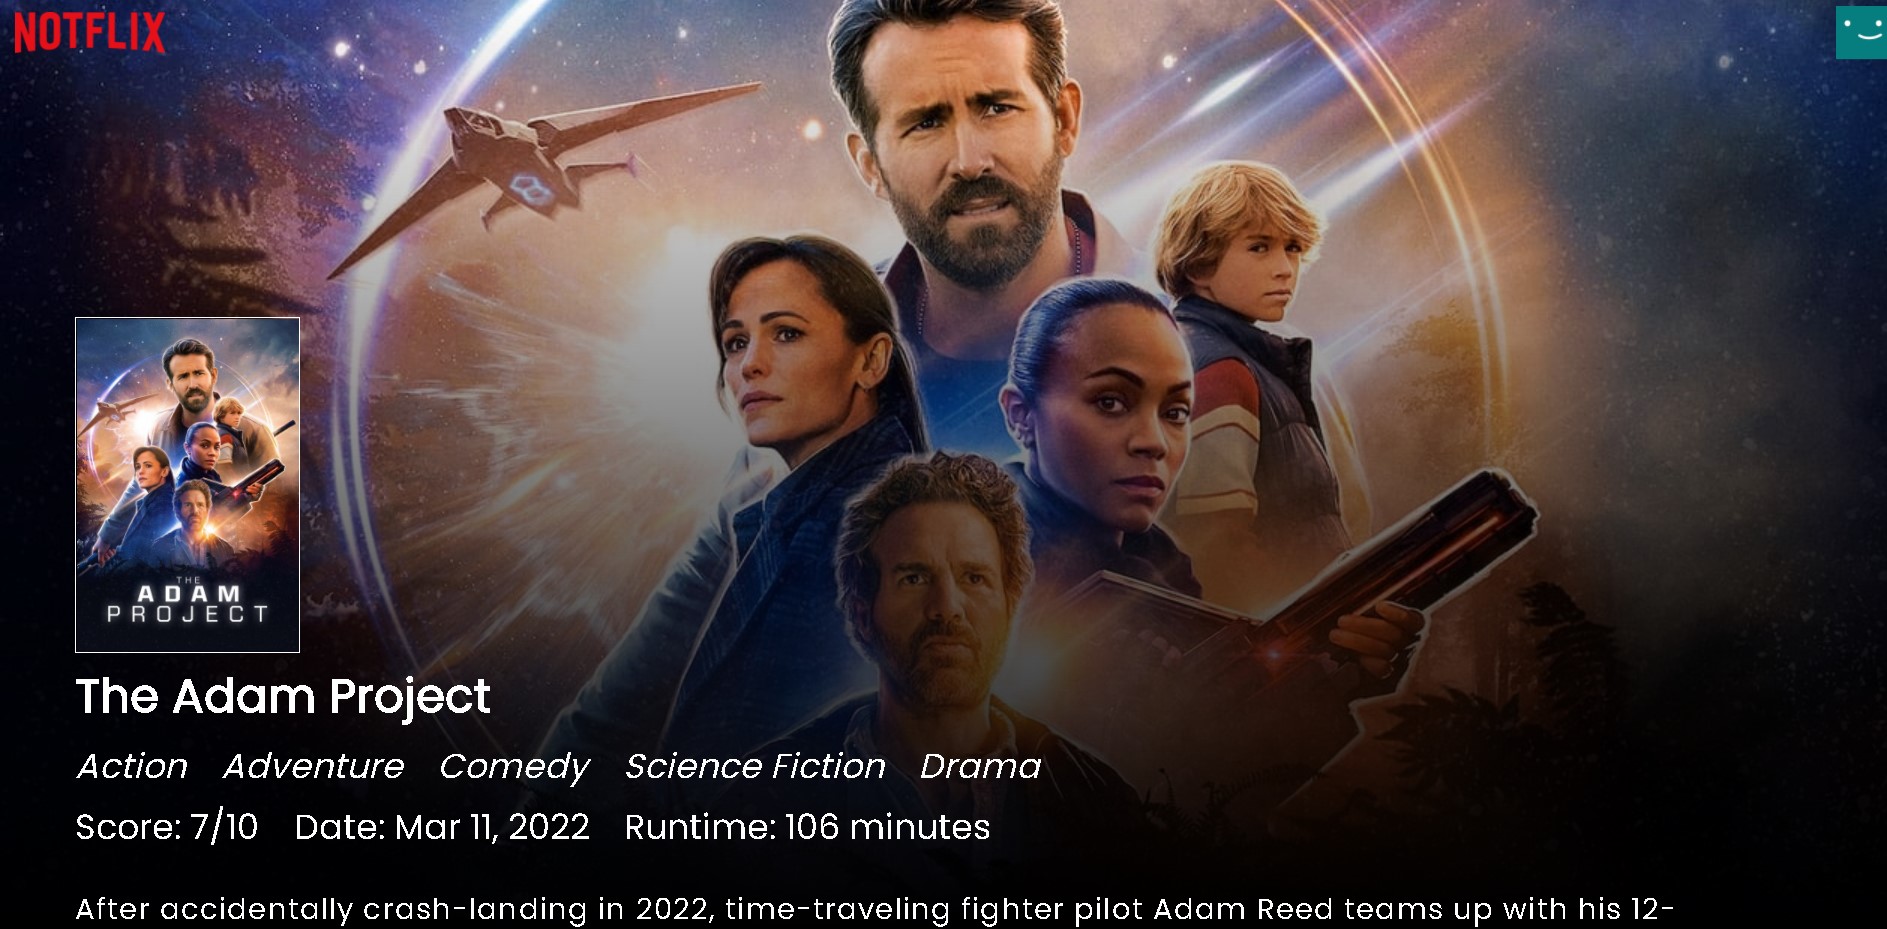 NOTFLIX
THE
ADAM
PROJECT
The Adam Project
Action Adventure Comedy Science Fiction Drama
Score: 7/10 Date: Mar 11, 2022 Runtime: 106 minutes
After accidentally crash-landing in 2022, time-traveling fighter pilot Adam Reed teams up with his 12-